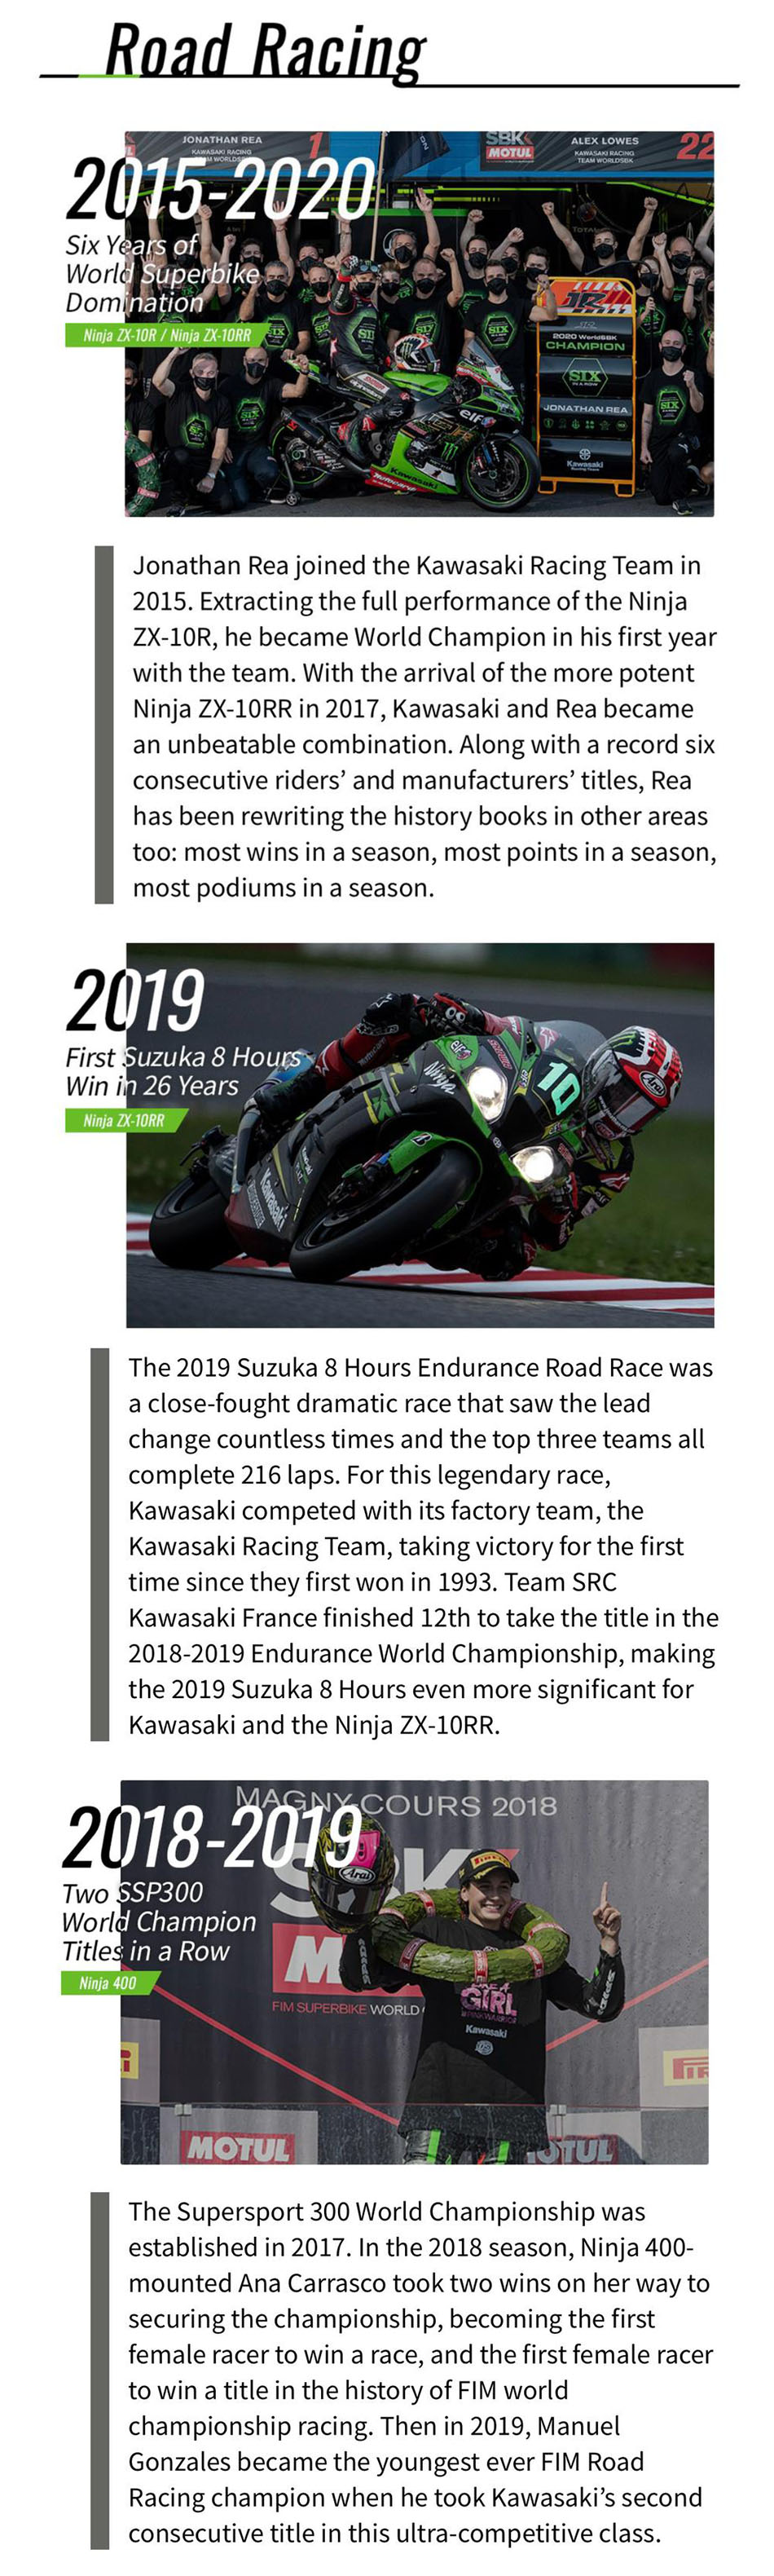 Road Racing
JONATHAN REA
1
SBK
MOTUL
ALEX LOWES
KAWASAKI RACING
TEAM WORLDSBK
22
2015-2020
Six Years of
World Superbike
Domination
Ninja ZX-10R / Ninja ZX-10RR
JR
2020 WorldSBK
CHAMPION
SIX
IN A ROW
JONATHAN REA
Kawasaki
Racing Team
elf
Kawasaki
Jonathan Rea joined the Kawasaki Racing Team in
2015. Extracting the full performance of the Ninja
ZX-10R, he became World Champion in his first year
with the team. With the arrival of the more potent
Ninja ZX-10RR in 2017, Kawasaki and Rea became
an unbeatable combination. Along with a record six
consecutive riders’ and manufacturers’ titles, Rea
has been rewriting the history books in other areas
too: most wins in a season, most points in a season,
most podiums in a season.
2019
First Suzuka 8 Hours
Win in 26 Years
Ninja ZX-10RR
elf
Ninja
10
Arai
Kawasaki
The 2019 Suzuka 8 Hours Endurance Road Race was
a close-fought dramatic race that saw the lead
change countless times and the top three teams all
complete 216 laps. For this legendary race,
Kawasaki competed with its factory team, the
Kawasaki Racing Team, taking victory for the first
time since they first won in 1993. Team SRC
Kawasaki France finished 12th to take the title in the
2018-2019 Endurance World Championship, making
the 2019 Suzuka 8 Hours even more significant for
Kawasaki and the Ninja ZX-10RR.
MAGNY-COURS 2018
2018-2019
Two SSP300
World Champion
Titles in a Row
Ninja 400
Arai
FIM SUPERBIKE WORLD
GIRL
Kawasaki
MOTUL
The Supersport 300 World Championship was
established in 2017. In the 2018 season, Ninja 400-
mounted Ana Carrasco took two wins on her way to
securing the championship, becoming the first
female racer to win a race, and the first female racer
to win a title in the history of FIM world
championship racing. Then in 2019, Manuel
Gonzales became the youngest ever FIM Road
Racing champion when he took Kawasaki’s second
consecutive title in this ultra-competitive class.